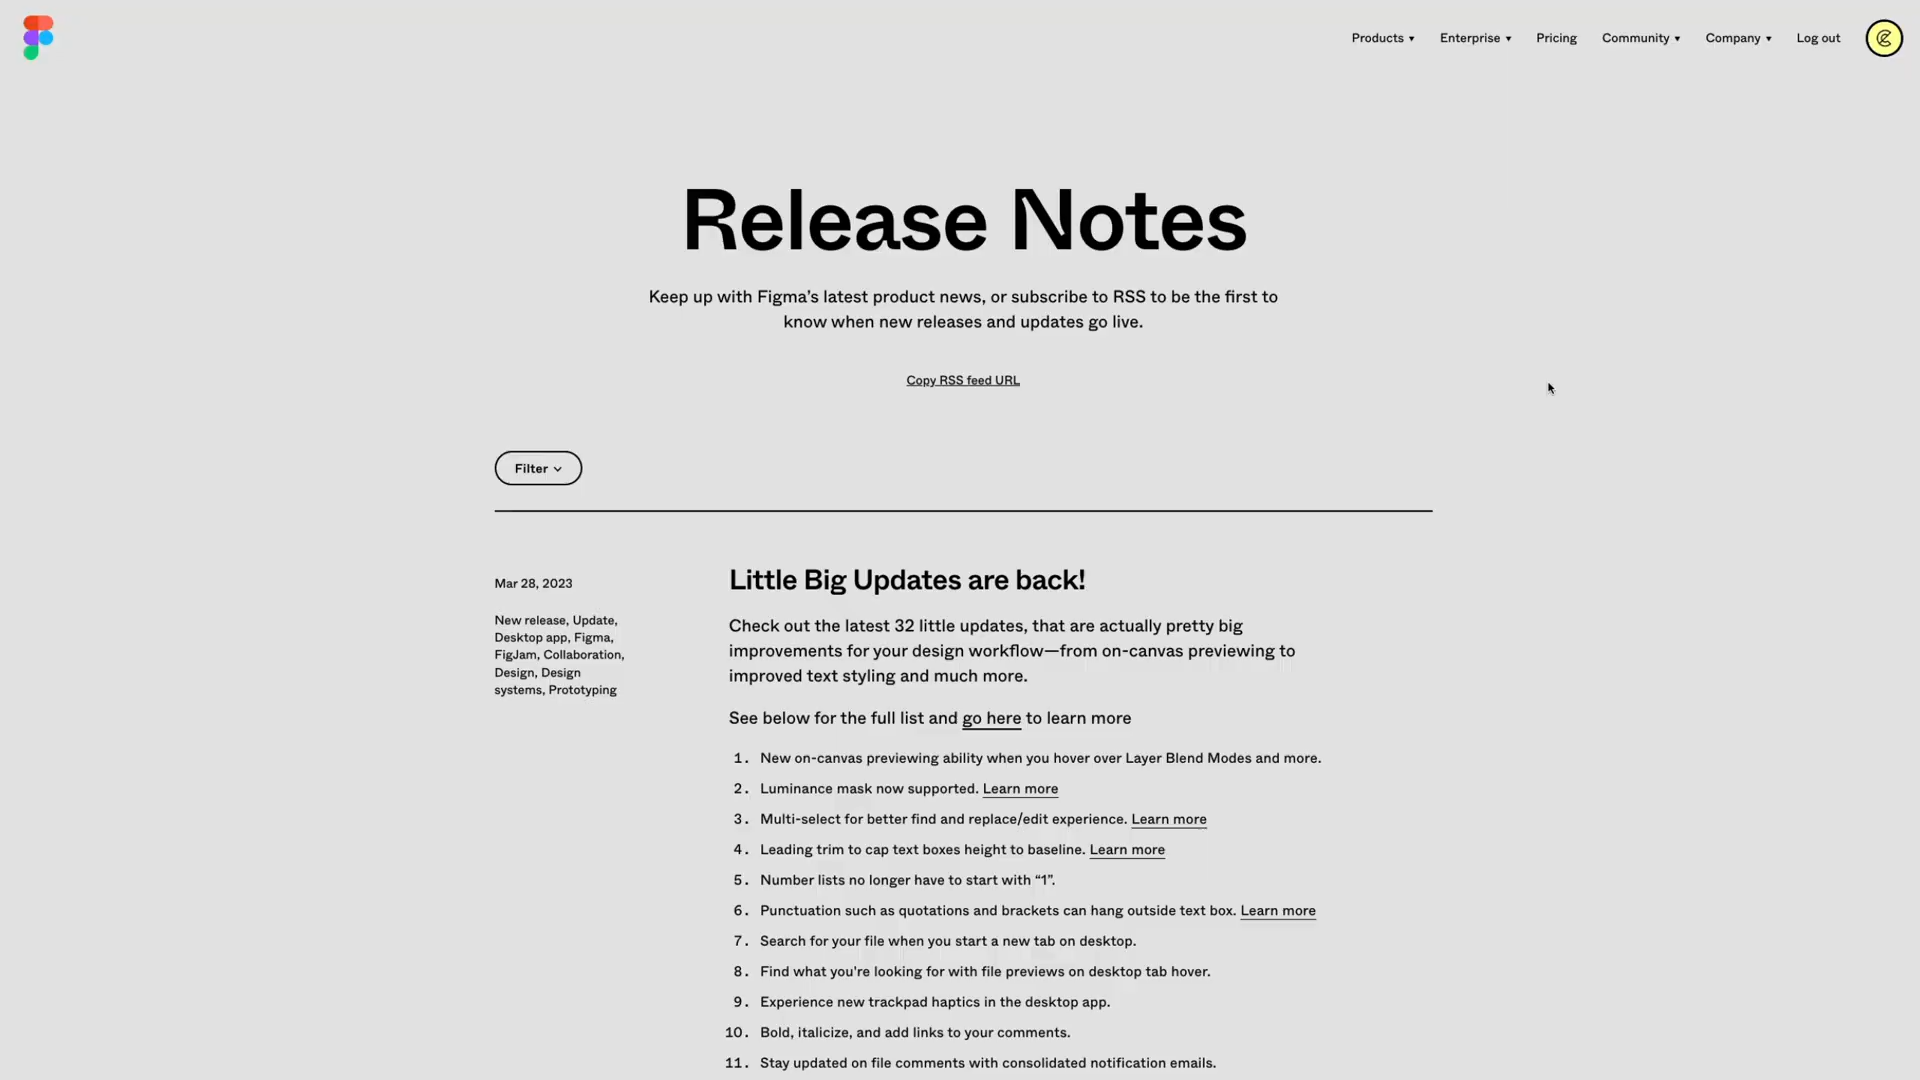 Products ▾ Enterprise ▾ Pricing Community ▾ Company ▾ Log out
Release Notes
Keep up with Figma’s latest product news, or subscribe to RSS to be the first to
know when new releases and updates go live.
Copy RSS feed URL
Filter
Mar 28, 2023
New release, Update,
Desktop app, Figma,
FigJam, Collaboration,
Design, Design
systems, Prototyping
Little Big Updates are back!
Check out the latest 32 little updates, that are actually pretty big
improvements for your design workflow—from on-canvas previewing to
improved text styling and much more.
See below for the full list and go here to learn more
1. New on-canvas previewing ability when you hover over Layer Blend Modes and more.
2. Luminance mask now supported. Learn more
3. Multi-select for better find and replace/edit experience. Learn more
4. Leading trim to cap text boxes height to baseline. Learn more
5. Number lists no longer have to start with “1”.
6. Punctuation such as quotations and brackets can hang outside text box. Learn more
7. Search for your file when you start a new tab on desktop.
8. Find what you're looking for with file previews on desktop tab hover.
9. Experience new trackpad haptics in the desktop app.
10. Bold, italicize, and add links to your comments.
11. Stay updated on file comments with consolidated notification emails.